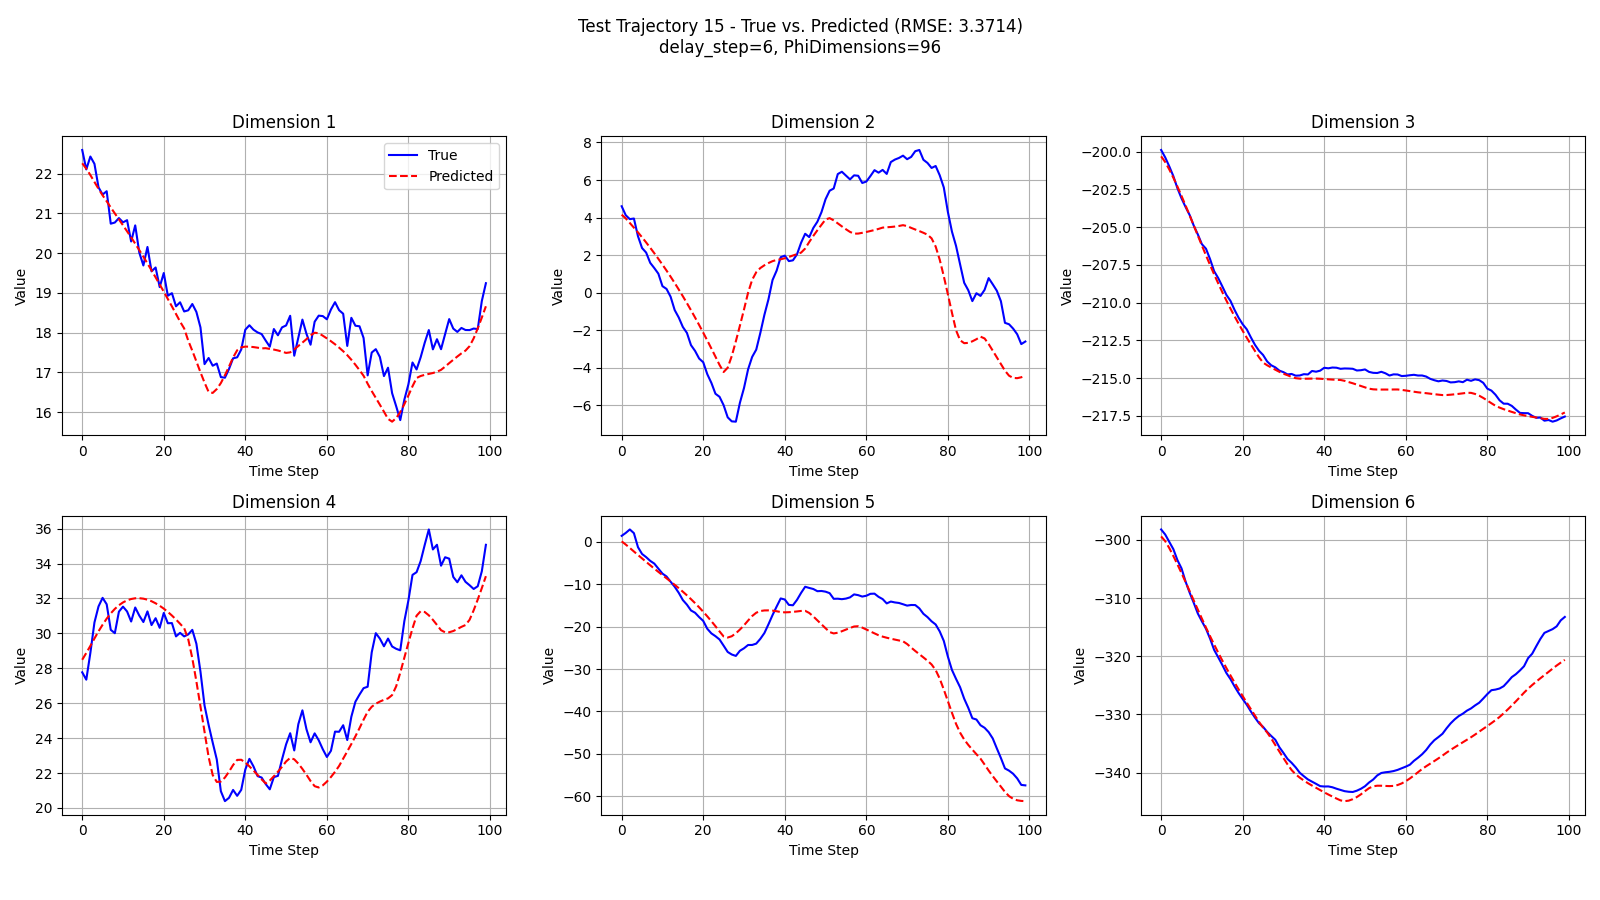 Test Trajectory 15 - True vs. Predicted (RMSE: 3.3714)
delay_step=6, PhiDimensions=96
Dimension 1
True
Predicted
22
21
20
19
18
17
16
Value
0 20 40 60 80 100
Time Step
Dimension 2
8
6
4
2
0
−2
−4
−6
Value
0 20 40 60 80 100
Time Step
Dimension 3
−200.0
−202.5
−205.0
−207.5
−210.0
−212.5
−215.0
−217.5
Value
0 20 40 60 80 100
Time Step
Dimension 4
36
34
32
30
28
26
24
22
20
Value
0 20 40 60 80 100
Time Step
Dimension 5
0
−10
−20
−30
−40
−50
−60
Value
0 20 40 60 80 100
Time Step
Dimension 6
−300
−310
−320
−330
−340
Value
0 20 40 60 80 100
Time Step